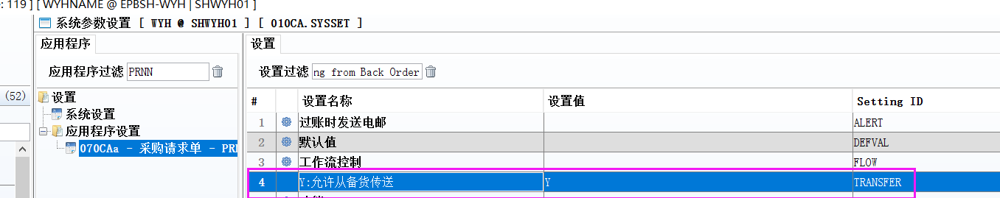 : 119 ] [ WYHNAME @ EPBSH-WYH | SHWYH01 ]
系统参数设置 [ WYH @ SHWYH01 ] [ 010CA.SYSSET ]
应用程序
设置
应用程序过滤 PRNN
设置过滤 ng from Back Order
(52)
设置
系统设置
应用程序设置
070CAa - 采购请求单 - PR
# 设置名称 设置值 Setting ID
1 过账时发送电邮 ALERT
2 默认值 DEFVAL
3 工作流控制 FLOW
4 Y:允许从备货传送 Y TRANSFER